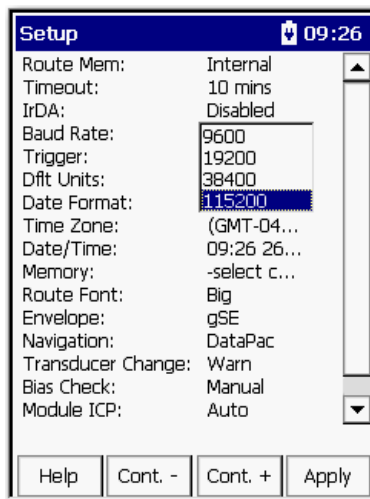 Setup 09:26
Route Mem: Internal
Timeout: 10 mins
IrDA: Disabled
Baud Rate: 9600
Trigger: 19200
Dflt Units: 38400
Date Format: 115200
Time Zone: (GMT-04...
Date/Time: 09:26 26...
Memory: -select c...
Route Font: Big
Envelope: gSE
Navigation: DataPac
Transducer Change: Warn
Bias Check: Manual
Module ICP: Auto
Help Cont. - Cont. + Apply